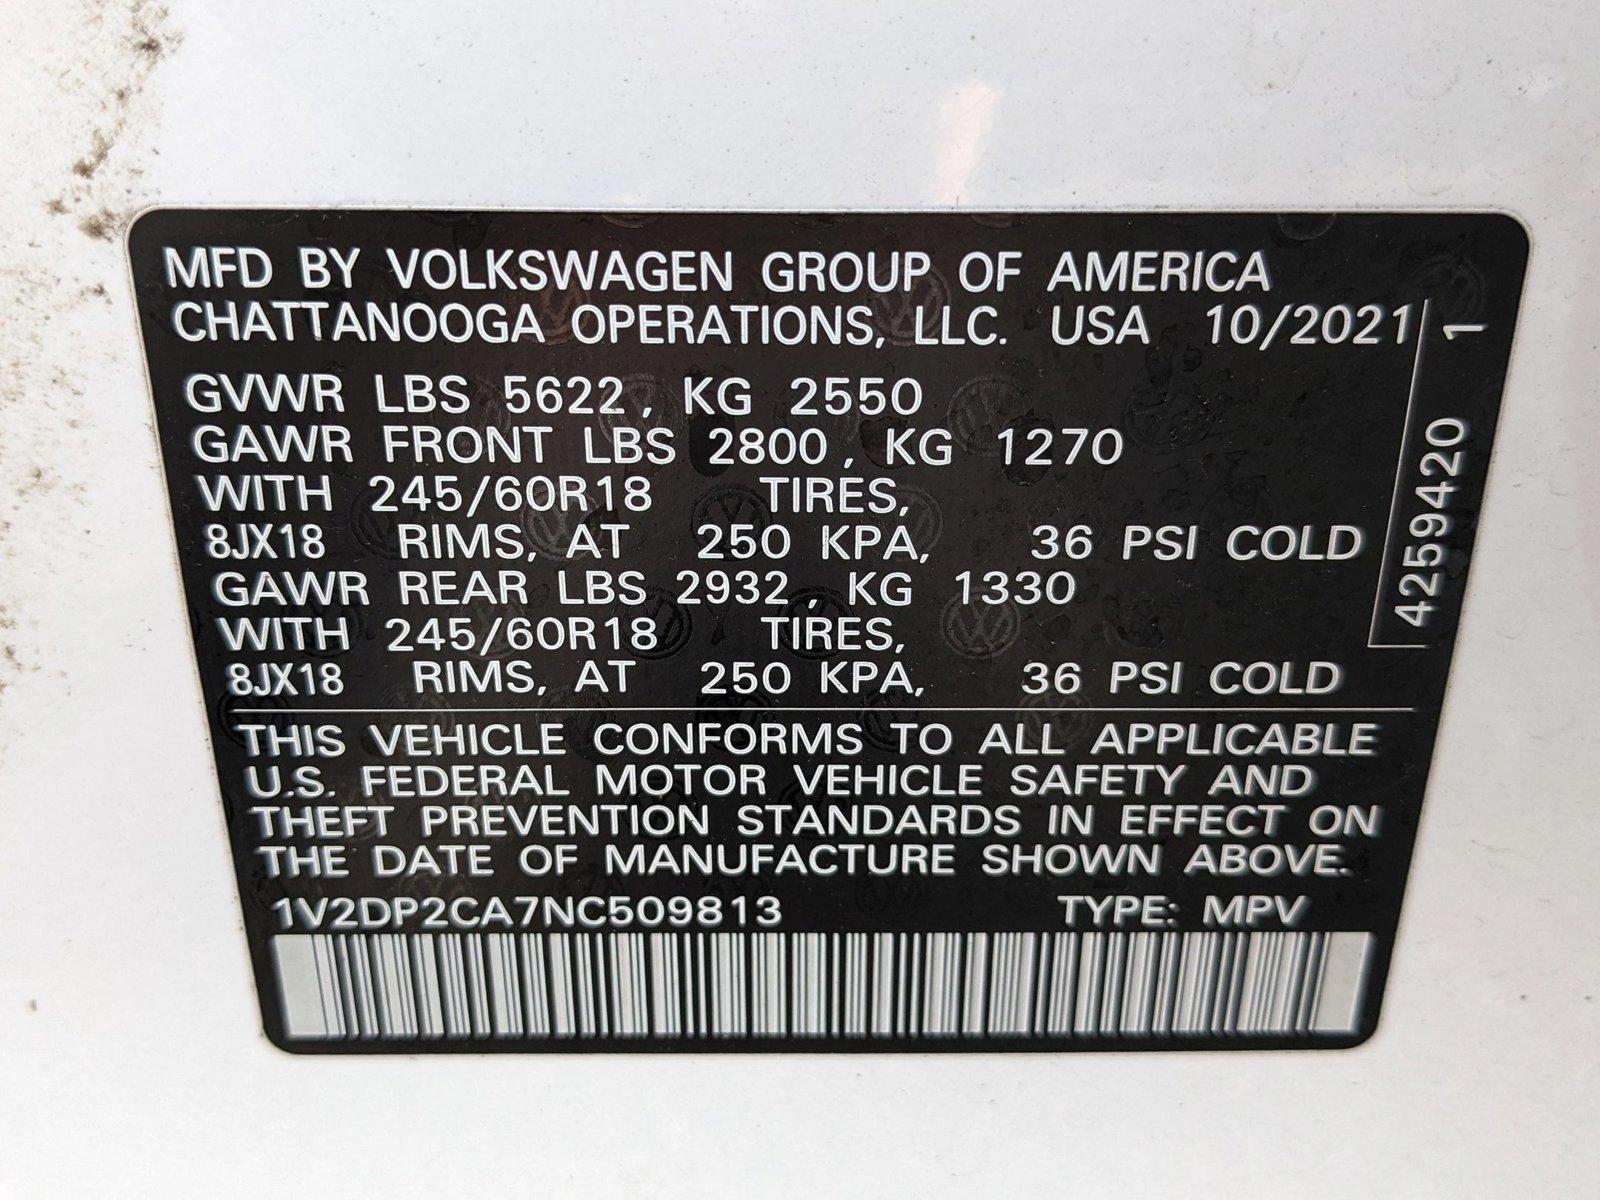 MFD BY VOLKSWAGEN GROUP OF AMERICA
CHATTANOOGA OPERATIONS, LLC. USA 10/2021
GVWR LBS 5622, KG 2550
GAWR FRONT LBS 2800, KG 1270
WITH 245/60R18 TIRES,
8JX18 RIMS, AT 250 KPA, 36 PSI COLD
GAWR REAR LBS 2932, KG 1330
WITH 245/60R18 TIRES,
8JX18 RIMS, AT 250 KPA, 36 PSI COLD
4259420 1
THIS VEHICLE CONFORMS TO ALL APPLICABLE
U.S. FEDERAL MOTOR VEHICLE SAFETY AND
THEFT PREVENTION STANDARDS IN EFFECT ON
THE DATE OF MANUFACTURE SHOWN ABOVE.
1V2DP2CA7NC509813 TYPE: MPV